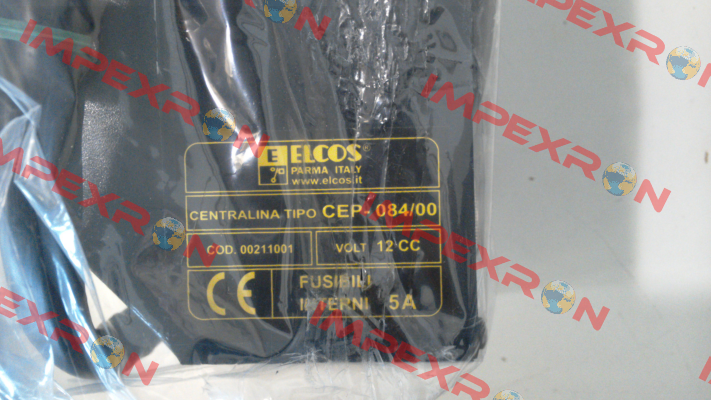 IMPEXRON
IMPEXRON
E ELCOS®
PARMA ITALY
www.elcos.it
CENTRALINA TIPO CEP-084/00
COD. 00211001
VOLT 12 CC
CE
FUSIBILI
INTERNI 5A
IMPEXRON
IMPEXRON
IMPEXRON
IMPEXRON